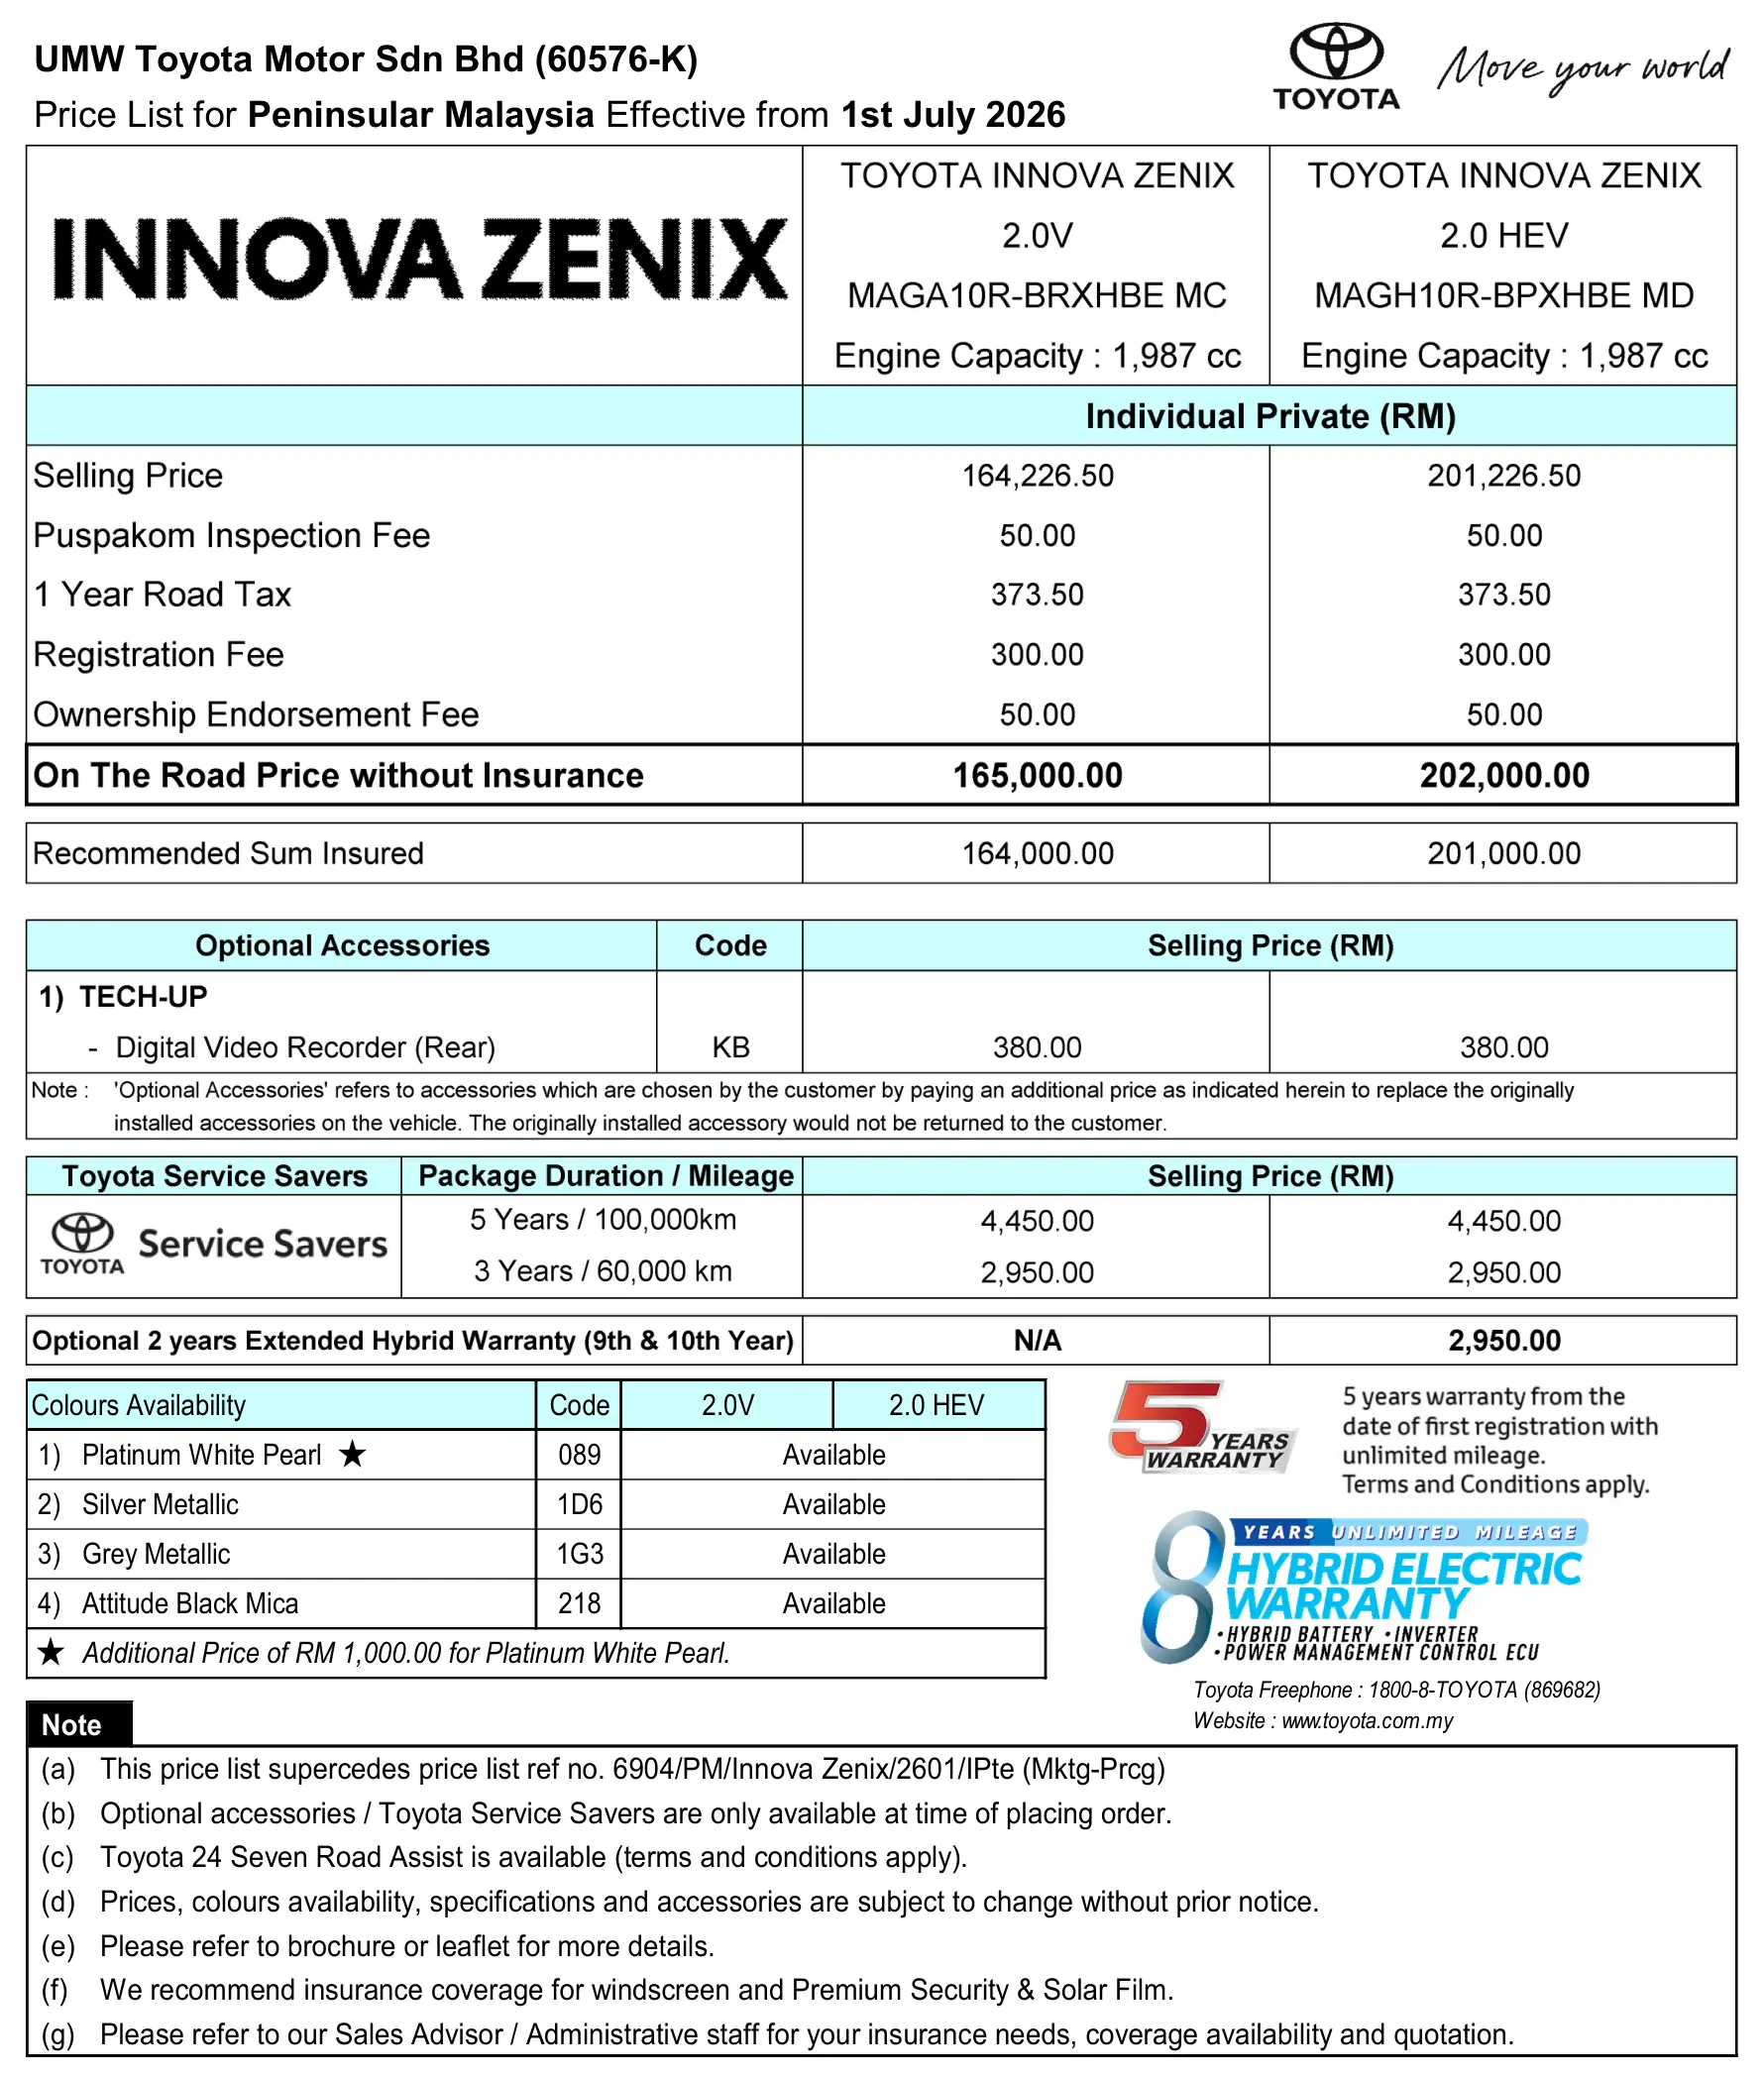 UMW Toyota Motor Sdn Bhd (60576-K)
Price List for Peninsular Malaysia Effective from 1st July 2026
TOYOTA
Move your world
INNOVA ZENIX
TOYOTA INNOVA ZENIX
2.0V
MAGA10R-BRXHBE MC
Engine Capacity : 1,987 cc
TOYOTA INNOVA ZENIX
2.0 HEV
MAGH10R-BPXHBE MD
Engine Capacity : 1,987 cc
Individual Private (RM)
Selling Price 164,226.50 201,226.50
Puspakom Inspection Fee 50.00 50.00
1 Year Road Tax 373.50 373.50
Registration Fee 300.00 300.00
Ownership Endorsement Fee 50.00 50.00
On The Road Price without Insurance 165,000.00 202,000.00
Recommended Sum Insured 164,000.00 201,000.00
Optional Accessories Code Selling Price (RM)
1) TECH-UP
- Digital Video Recorder (Rear) KB 380.00 380.00
Note : 'Optional Accessories' refers to accessories which are chosen by the customer by paying an additional price as indicated herein to replace the originally
installed accessories on the vehicle. The originally installed accessory would not be returned to the customer.
Toyota Service Savers Package Duration / Mileage Selling Price (RM)
TOYOTA Service Savers
5 Years / 100,000km 4,450.00 4,450.00
3 Years / 60,000 km 2,950.00 2,950.00
Optional 2 years Extended Hybrid Warranty (9th & 10th Year) N/A 2,950.00
Colours Availability Code 2.0V 2.0 HEV
1) Platinum White Pearl ★ 089 Available
2) Silver Metallic 1D6 Available
3) Grey Metallic 1G3 Available
4) Attitude Black Mica 218 Available
★ Additional Price of RM 1,000.00 for Platinum White Pearl.
5 YEARS
WARRANTY
5 years warranty from the
date of first registration with
unlimited mileage.
Terms and Conditions apply.
8 YEARS UNLIMITED MILEAGE
HYBRID ELECTRIC
WARRANTY
• HYBRID BATTERY • INVERTER
• POWER MANAGEMENT CONTROL ECU
Toyota Freephone : 1800-8-TOYOTA (869682)
Website : www.toyota.com.my
Note
(a) This price list supercedes price list ref no. 6904/PM/Innova Zenix/2601/IPte (Mktg-Prcg)
(b) Optional accessories / Toyota Service Savers are only available at time of placing order.
(c) Toyota 24 Seven Road Assist is available (terms and conditions apply).
(d) Prices, colours availability, specifications and accessories are subject to change without prior notice.
(e) Please refer to brochure or leaflet for more details.
(f) We recommend insurance coverage for windscreen and Premium Security & Solar Film.
(g) Please refer to our Sales Advisor / Administrative staff for your insurance needs, coverage availability and quotation.